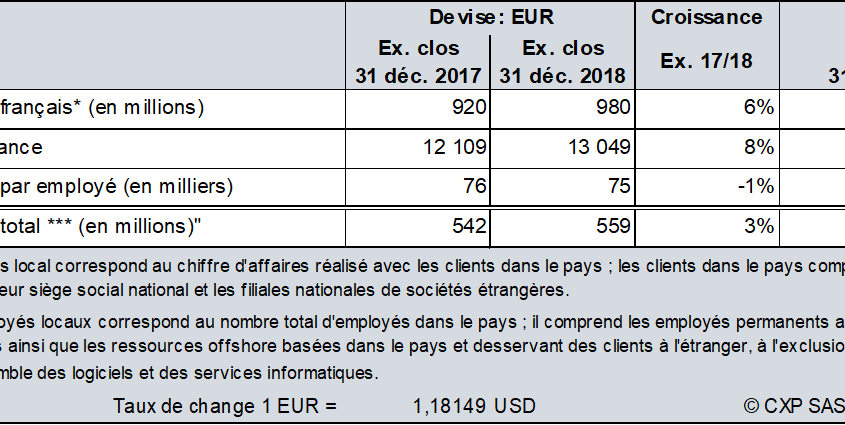 Devise: EUR Croissance
Ex. clos Ex. clos Ex. 17/18
31 déc. 2017 31 déc. 2018 31
français* (en millions) 920 980 6%
ance 12 109 13 049 8%
par employé (en milliers) 76 75 -1%
total *** (en millions)" 542 559 3%
s local correspond au chiffre d'affaires réalisé avec les clients dans le pays ; les clients dans le pays comp
eur siège social national et les filiales nationales de sociétés étrangères.
oyés locaux correspond au nombre total d'employés dans le pays ; il comprend les employés permanents a
s ainsi que les ressources offshore basées dans le pays et desservant des clients à l'étranger, à l'exclusio
mble des logiciels et des services informatiques.
Taux de change 1 EUR = 1,18149 USD © CXP SAS